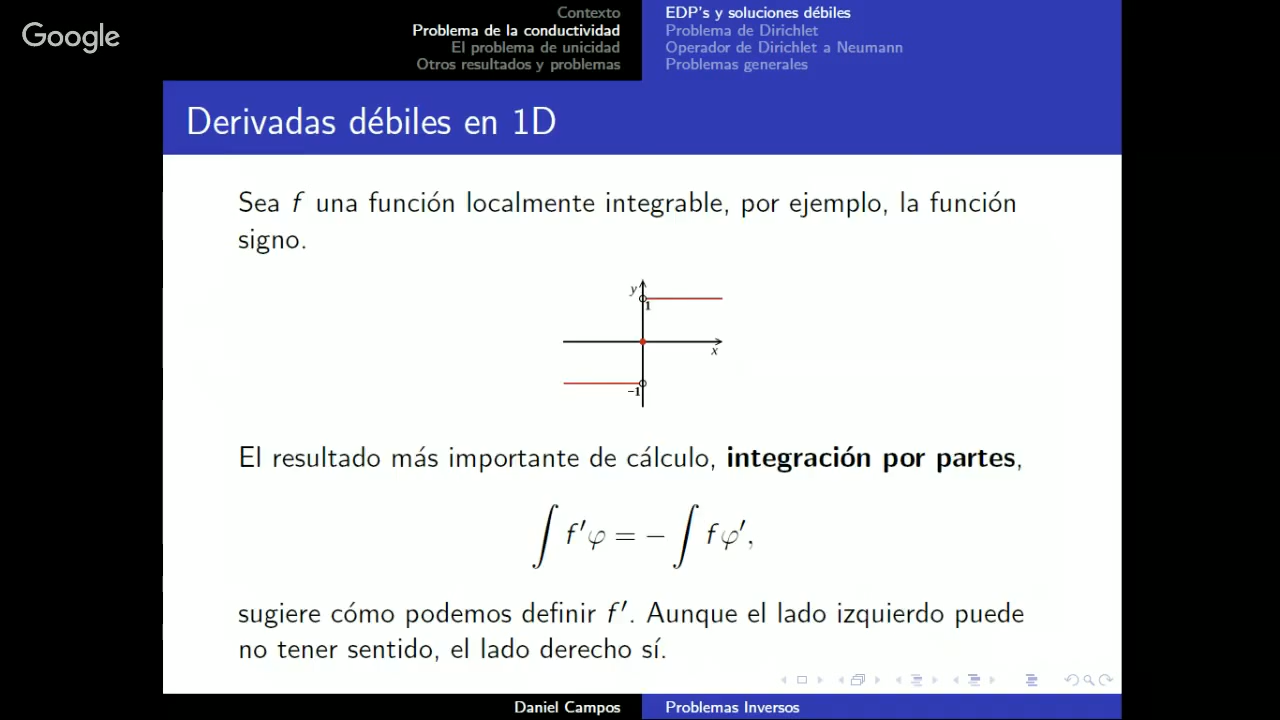 Google
Contexto
Problema de la conductividad
El problema de unicidad
Otros resultados y problemas
EDP's y soluciones débiles
Problema de Dirichlet
Operador de Dirichlet a Neumann
Problemas generales
Derivadas débiles en 1D
Sea f una función localmente integrable, por ejemplo, la función
signo.
y
1
x
−1
El resultado más importante de cálculo, integración por partes,
∫ f′φ = − ∫ fφ′,
sugiere cómo podemos definir f′. Aunque el lado izquierdo puede
no tener sentido, el lado derecho sí.
Daniel Campos
Problemas Inversos